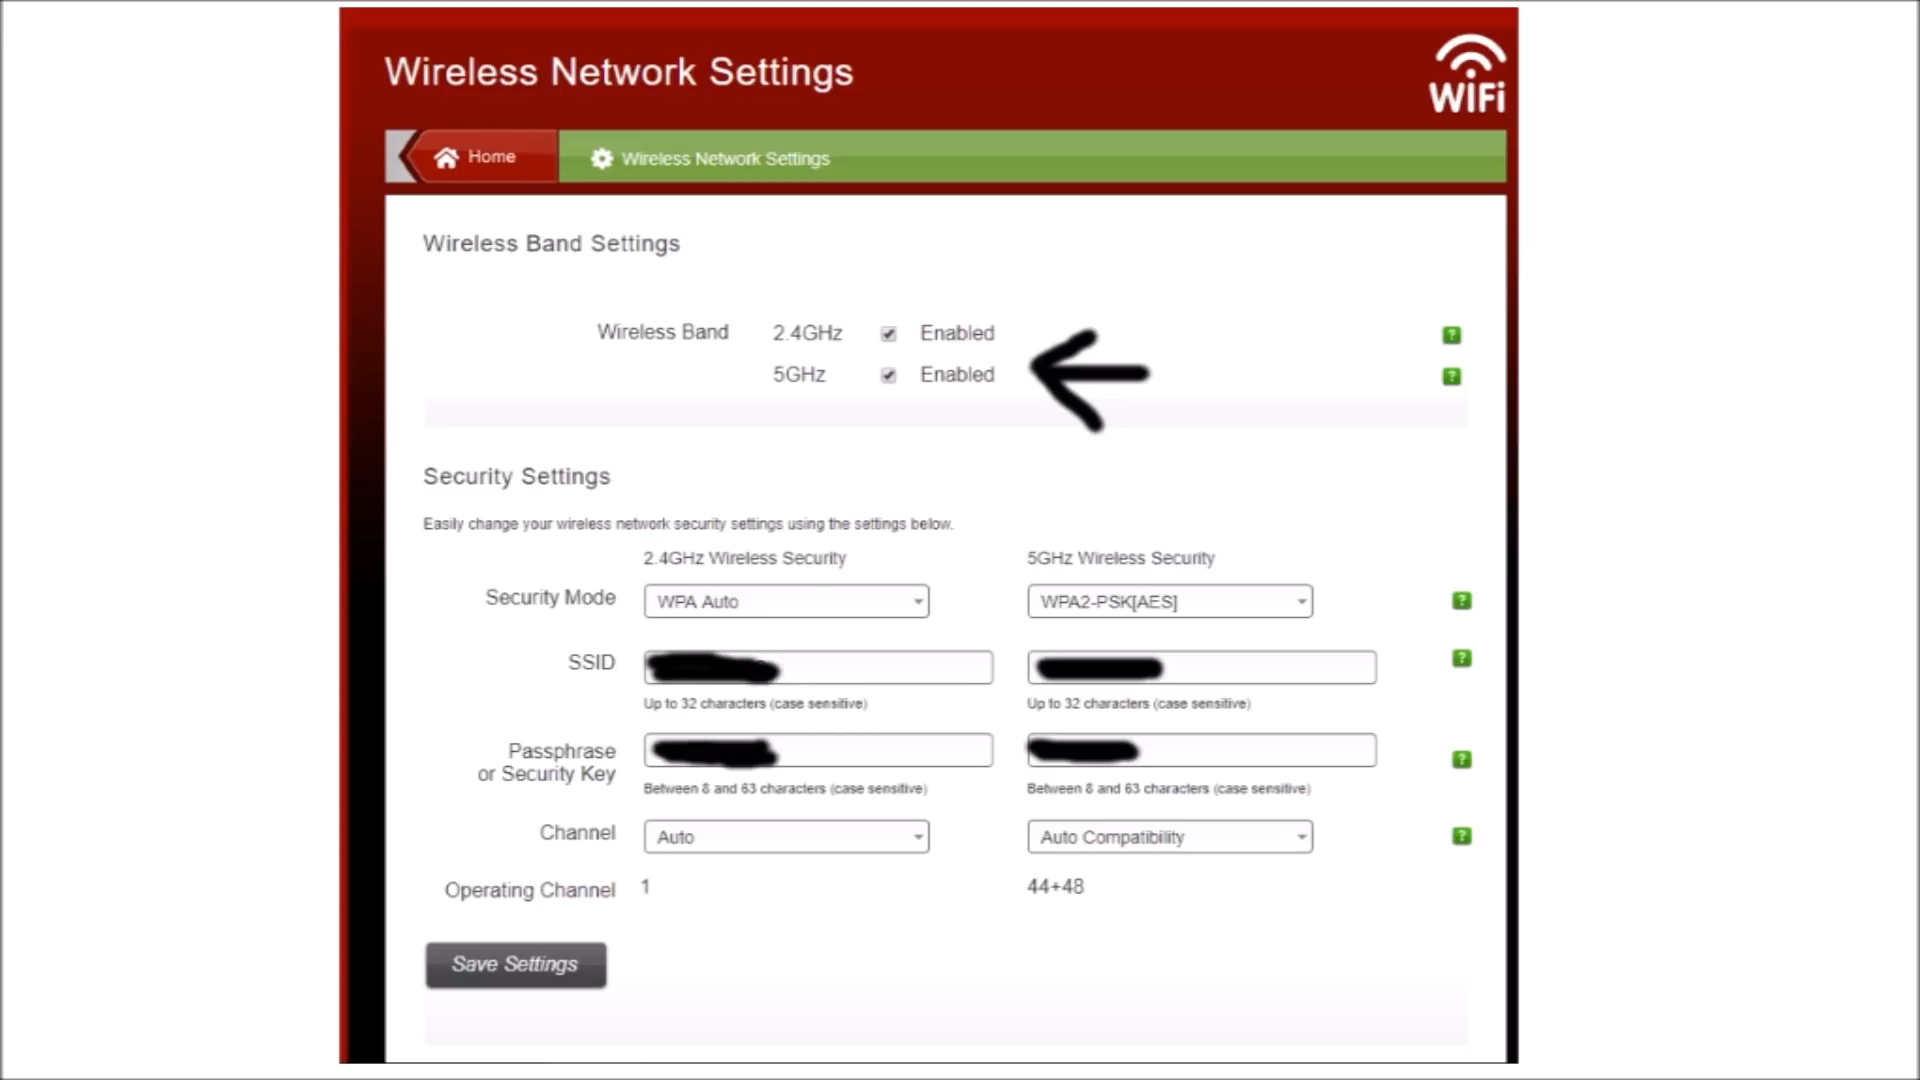 Wireless Network Settings
WiFi
Home
Wireless Network Settings
Wireless Band Settings
Wireless Band 2.4GHz Enabled ?
5GHz Enabled ?
Security Settings
Easily change your wireless network security settings using the settings below.
2.4GHz Wireless Security 5GHz Wireless Security
Security Mode WPA Auto WPA2-PSK[AES] ?
SSID ?
Up to 32 characters (case sensitive) Up to 32 characters (case sensitive)
Passphrase
or Security Key ?
Between 8 and 63 characters (case sensitive) Between 8 and 63 characters (case sensitive)
Channel Auto Auto Compatibility ?
Operating Channel 1 44+48
Save Settings